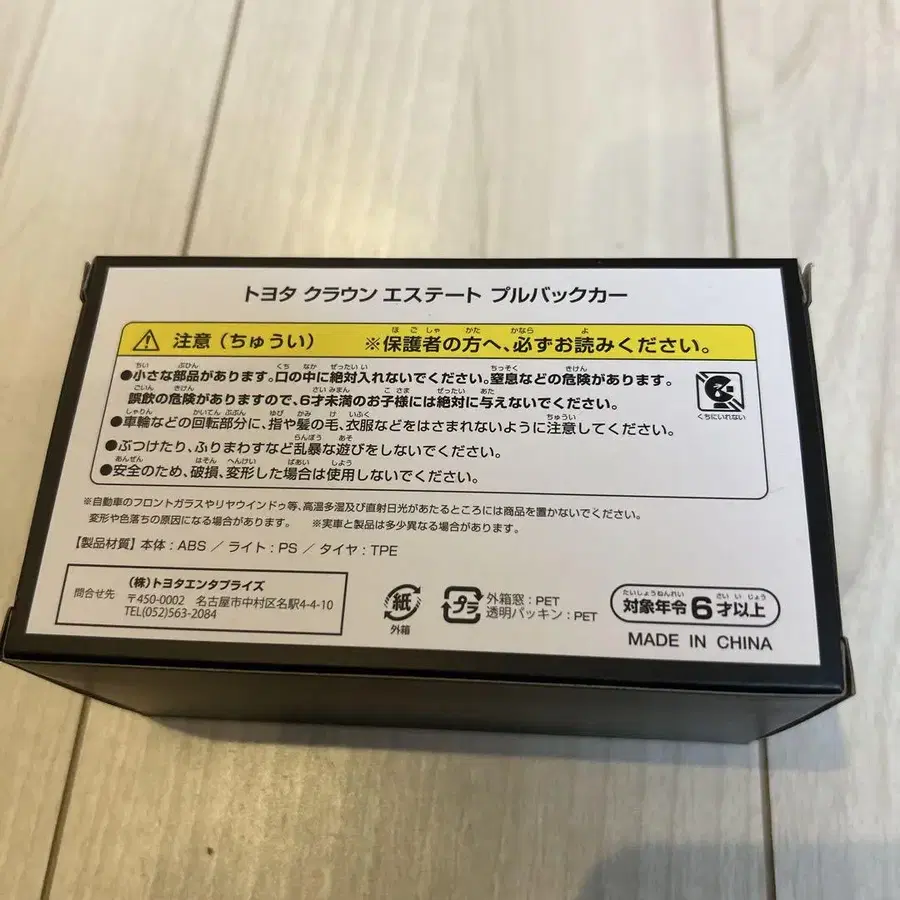 トヨタ クラウン エステート プルバックカー
注意（ちゅうい） ※保護者の方へ、必ずお読みください。
●小さな部品があります。口の中に絶対入れないでください。窒息などの危険があります。
誤飲の危険がありますので、6才未満のお子様には絶対に与えないでください。
●車輪などの回転部分に、指や髪の毛、衣服などをはさまれないように注意してください。
●ぶつけたり、ふりまわすなど乱暴な遊びをしないでください。
●安全のため、破損、変形した場合は使用しないでください。
くちにいれない
※自動車のフロントガラスやリヤウインドゥ等、高温多湿及び直射日光があたるところには商品を置かないでください。
変形や色落ちの原因になる場合があります。 ※実車と製品は多少異なる場合があります。
【製品材質】本体：ABS ／ ライト：PS ／ タイヤ：TPE
問合せ先
（株）トヨタエンタプライズ
〒450-0002 名古屋市中村区名駅4-4-10
TEL(052)563-2084
紙
外箱
プラ
外箱窓：PET
透明パッキン：PET
たいしょうねんれい さい いじょう
対象年令6才以上
MADE IN CHINA